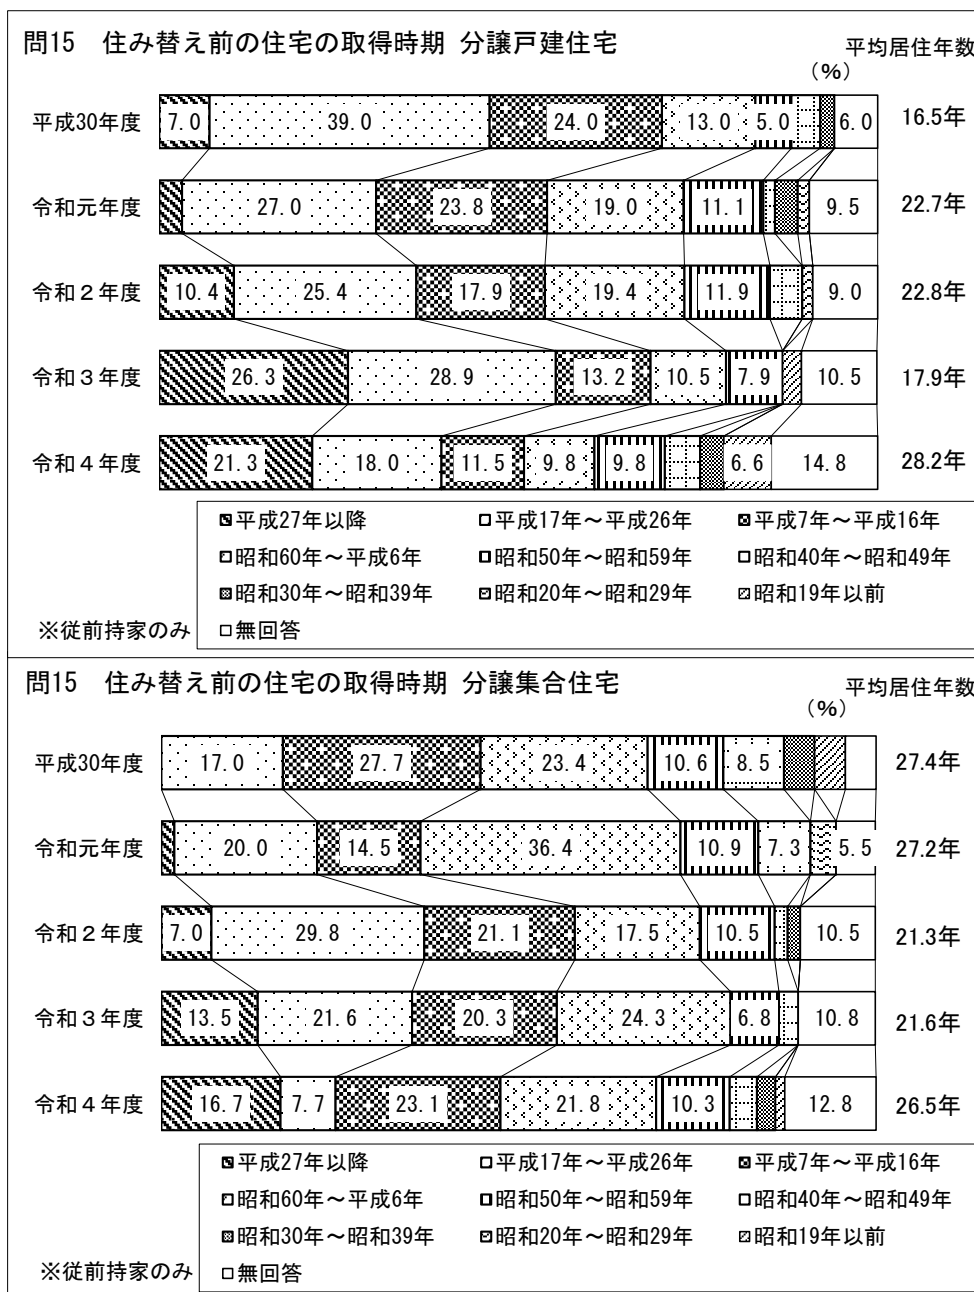 問15 住み替え前の住宅の取得時期 分譲戸建住宅
平均居住年数
(%)
平成30年度 7.0 39.0 24.0 13.0 5.0 6.0 16.5年
令和元年度 27.0 23.8 19.0 11.1 9.5 22.7年
令和２年度 10.4 25.4 17.9 19.4 11.9 9.0 22.8年
令和３年度 26.3 28.9 13.2 10.5 7.9 10.5 17.9年
令和４年度 21.3 18.0 11.5 9.8 9.8 6.6 14.8 28.2年
平成27年以降 平成17年～平成26年 平成7年～平成16年
昭和60年～平成6年 昭和50年～昭和59年 昭和40年～昭和49年
昭和30年～昭和39年 昭和20年～昭和29年 昭和19年以前
※従前持家のみ 無回答
問15 住み替え前の住宅の取得時期 分譲集合住宅
平均居住年数
(%)
平成30年度 17.0 27.7 23.4 10.6 8.5 27.4年
令和元年度 20.0 14.5 36.4 10.9 7.3 5.5 27.2年
令和２年度 7.0 29.8 21.1 17.5 10.5 10.5 21.3年
令和３年度 13.5 21.6 20.3 24.3 6.8 10.8 21.6年
令和４年度 16.7 7.7 23.1 21.8 10.3 12.8 26.5年
平成27年以降 平成17年～平成26年 平成7年～平成16年
昭和60年～平成6年 昭和50年～昭和59年 昭和40年～昭和49年
昭和30年～昭和39年 昭和20年～昭和29年 昭和19年以前
※従前持家のみ 無回答